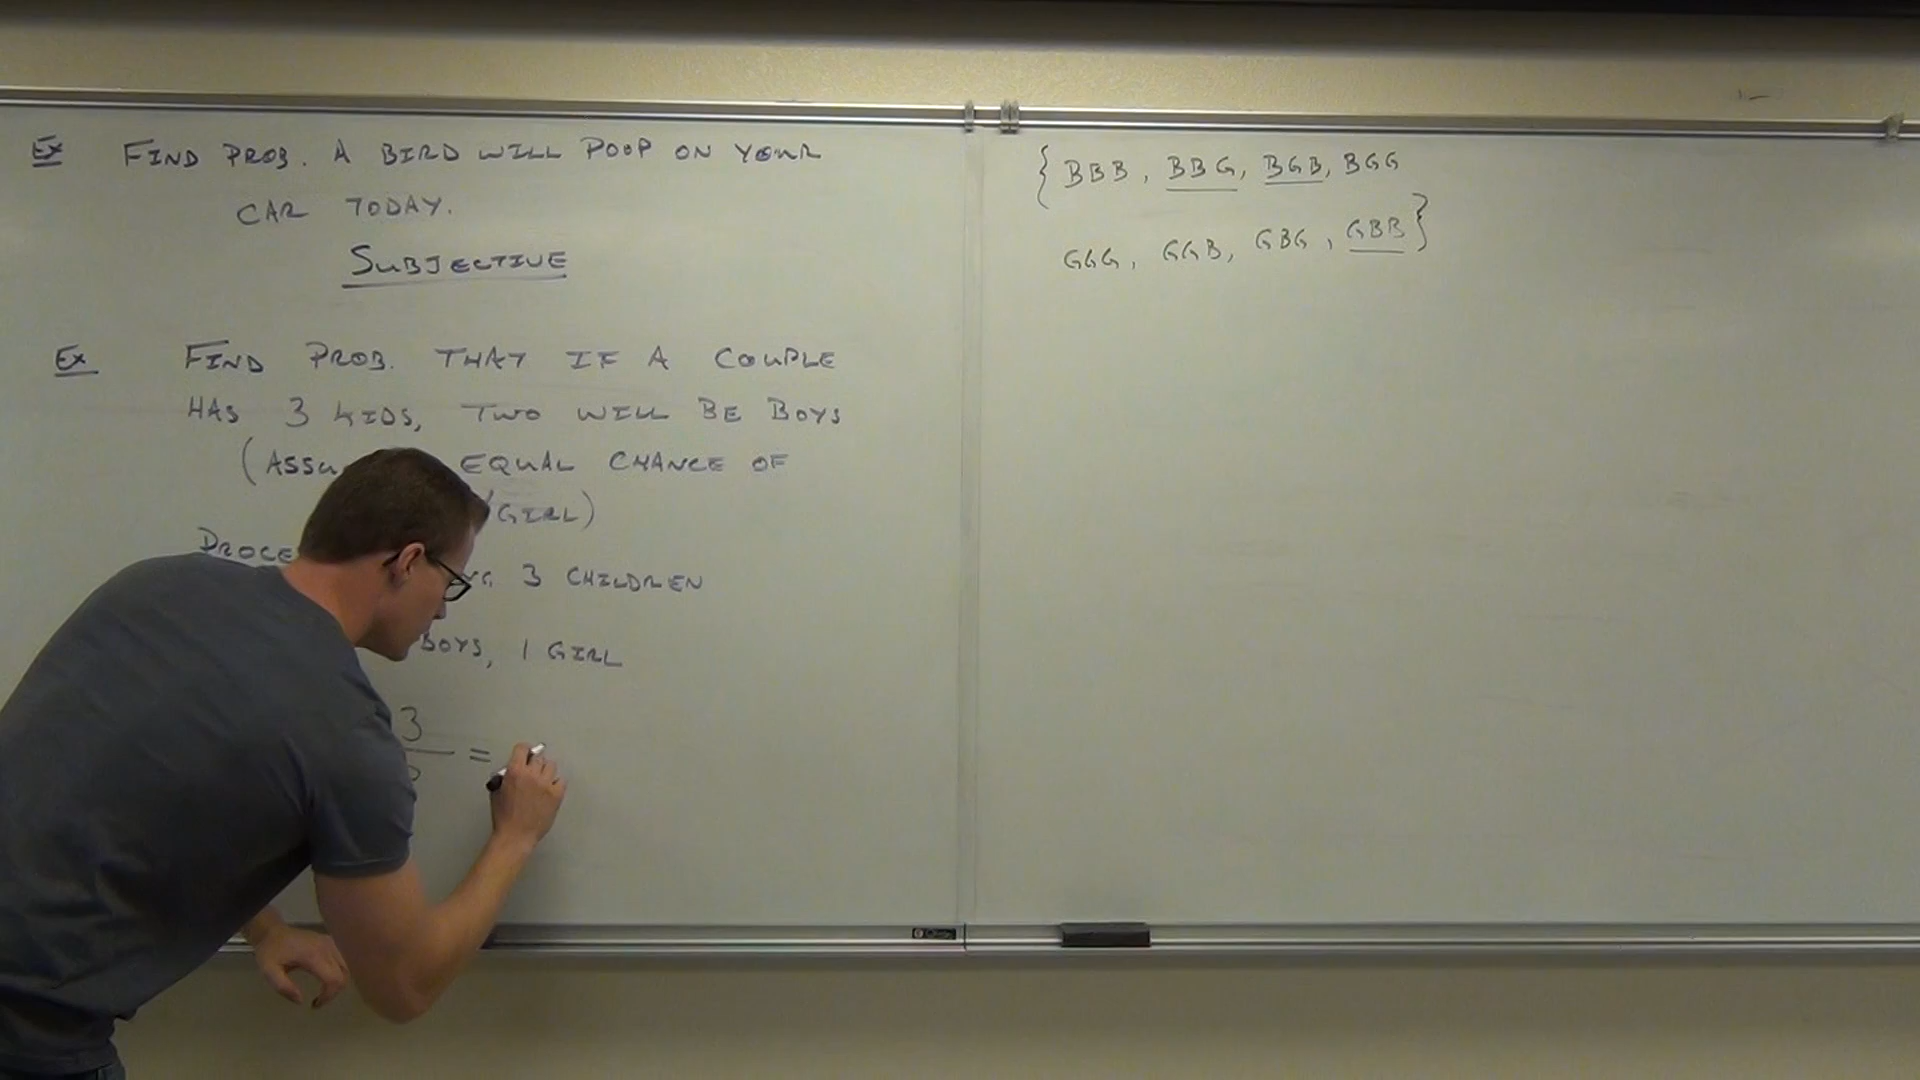 Ex FIND PROB. A BIRD WILL POOP ON YOUR
CAR TODAY.
SUBJECTIVE
Ex FIND PROB. THAT IF A COUPLE
HAS 3 KIDS, TWO WILL BE BOYS
(ASSU EQUAL CHANCE OF
/GIRL)
PROCE
3 CHILDREN
BOYS, 1 GIRL
3
=
{BBB, BBG, BGB, BGG
GGG, GGB, GBG, GBB}